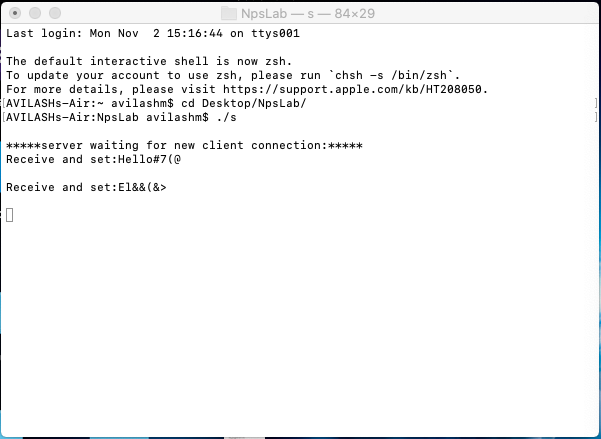 NpsLab — s — 84×29
Last login: Mon Nov  2 15:16:44 on ttys001
The default interactive shell is now zsh.
To update your account to use zsh, please run `chsh -s /bin/zsh`.
For more details, please visit https://support.apple.com/kb/HT208050.
[AVILASHs-Air:~ avilashm$ cd Desktop/NpsLab/ ]
[AVILASHs-Air:NpsLab avilashm$ ./s ]
*****server waiting for new client connection:*****
Receive and set:Hello#7(@
Receive and set:El&&(&>